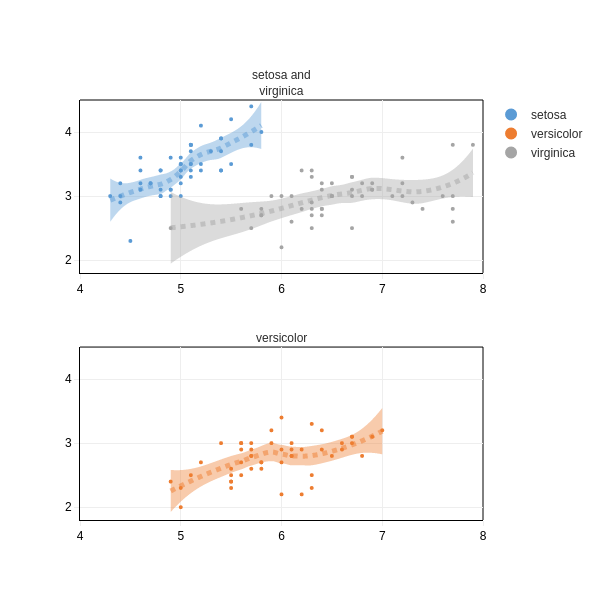 setosa and
virginica
4
3
2
4 5 6 7 8
setosa
versicolor
virginica
versicolor
4
3
2
4 5 6 7 8